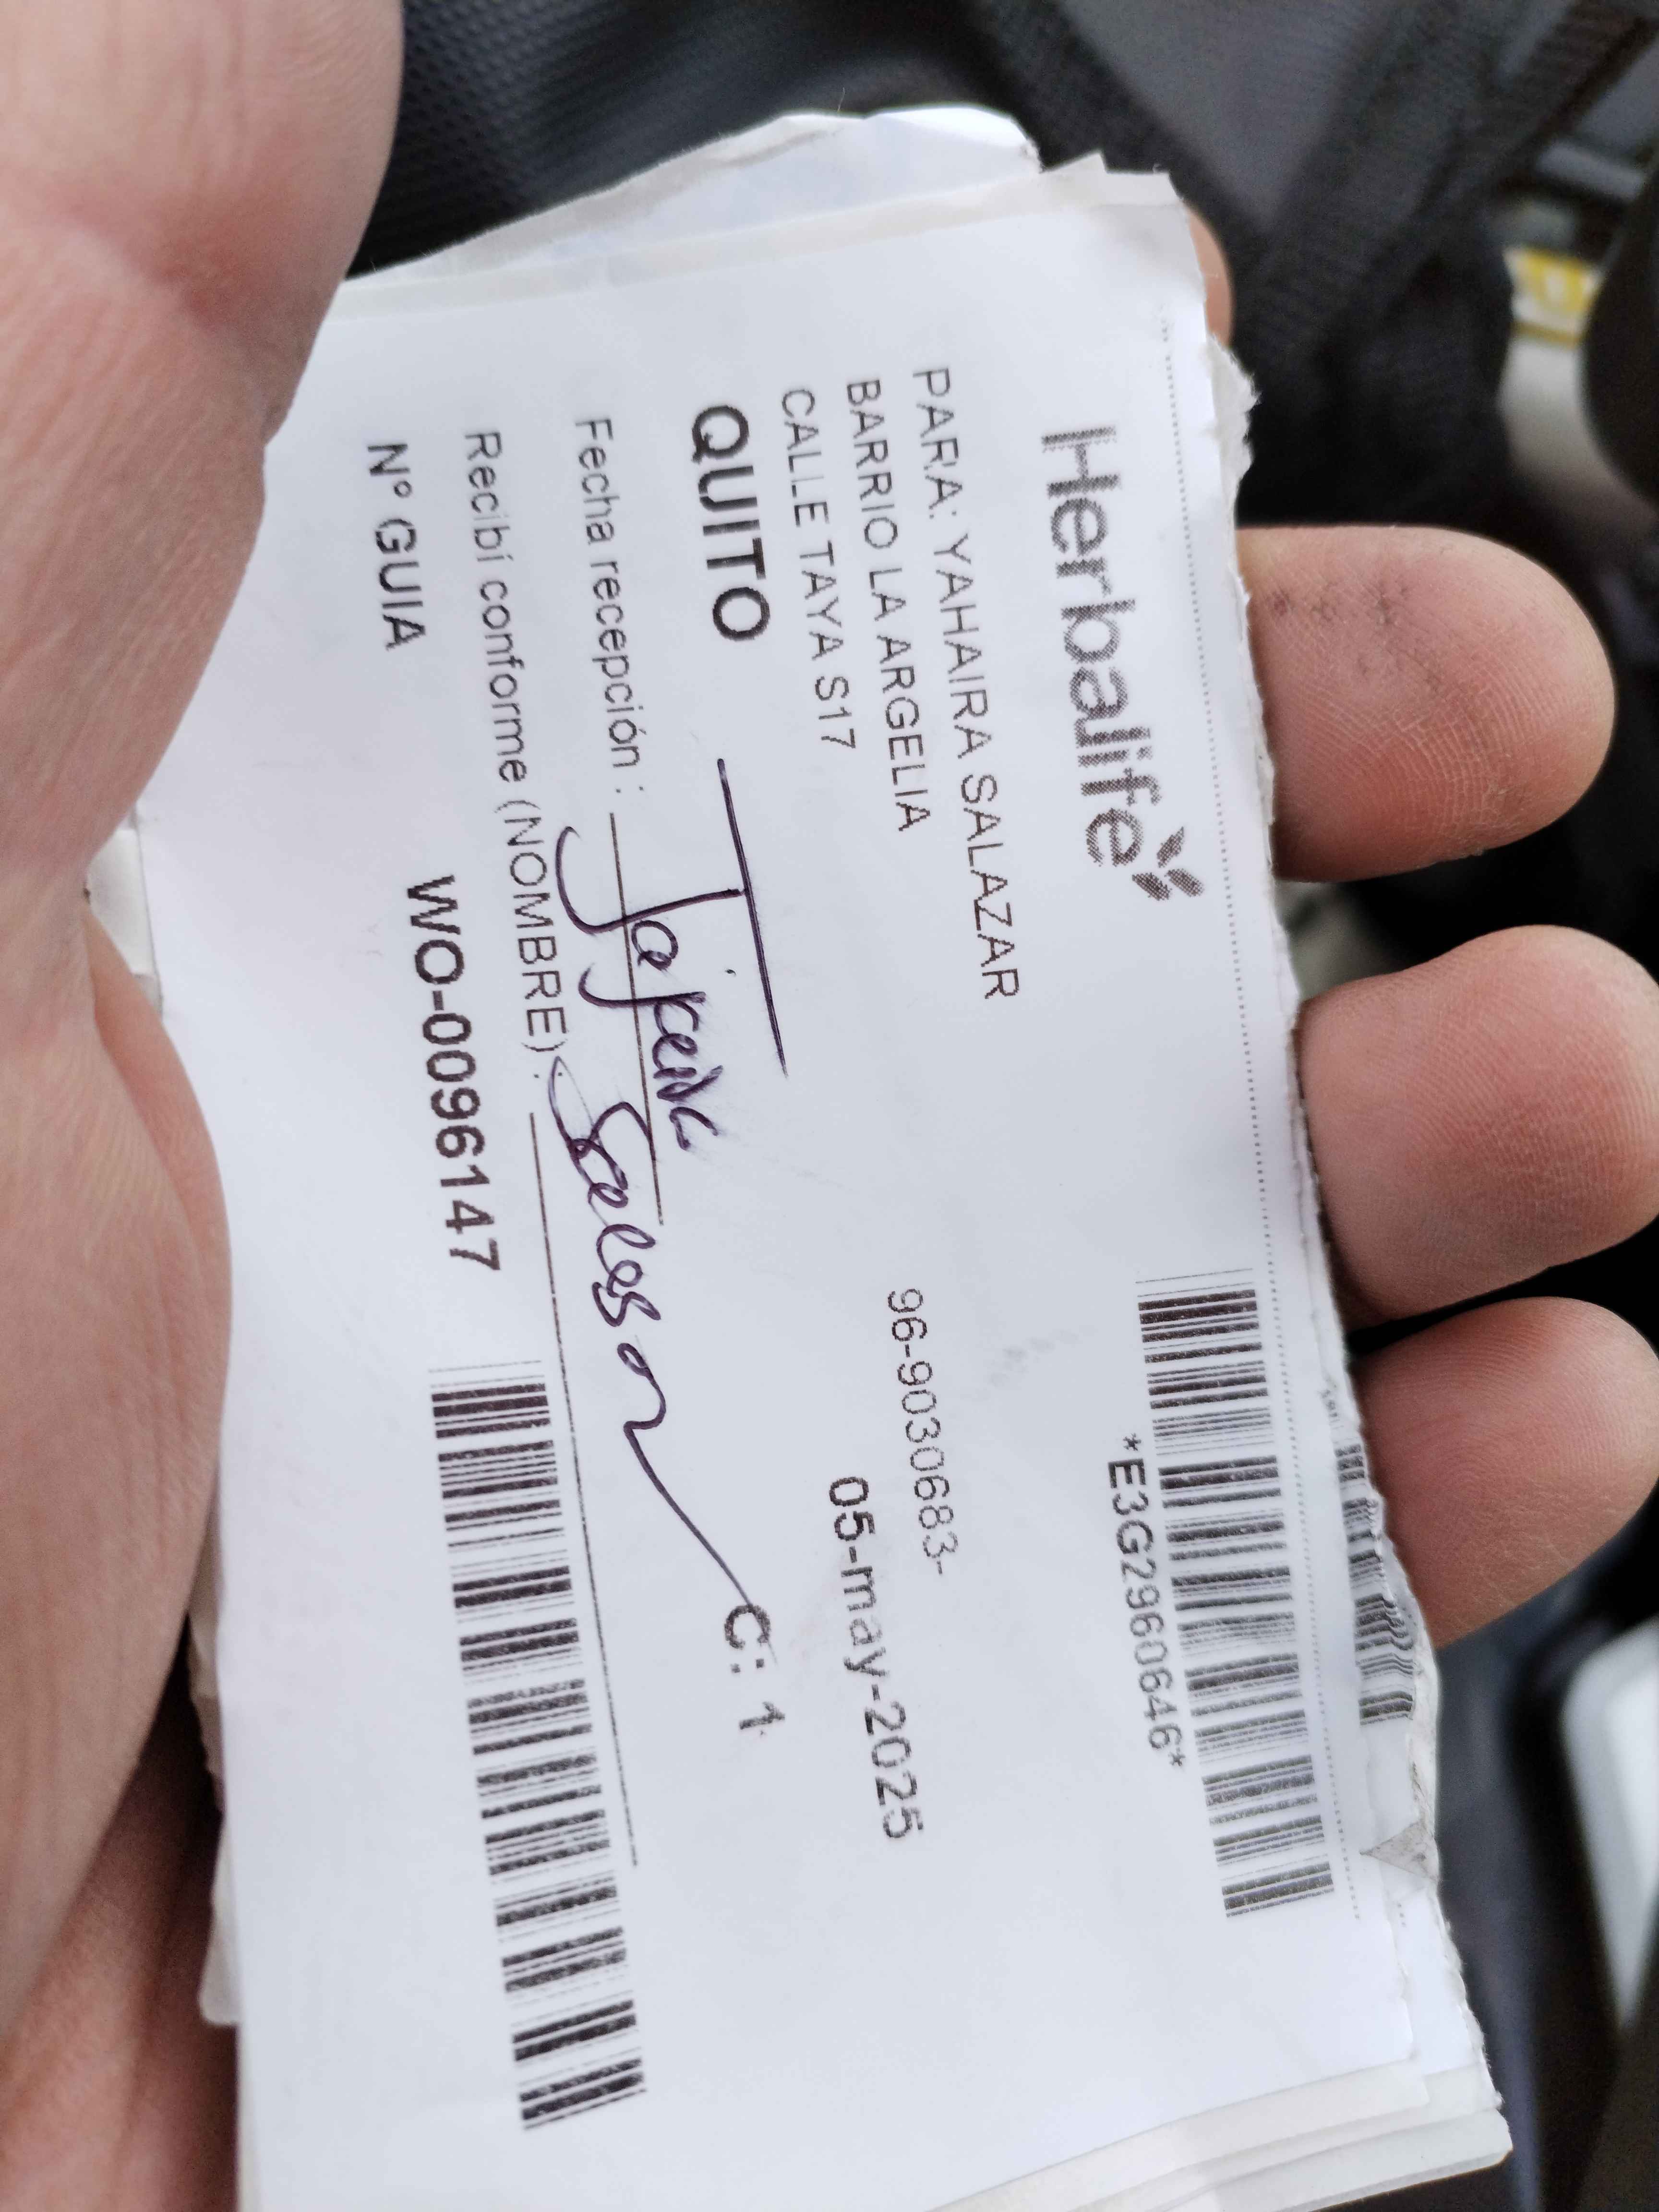 Herbalife
*E3G2960646*
PARA: YAHAIRA SALAZAR
BARRIO LA ARGELIA
96-9030683-
CALLE TAYA S17
05-may-2025
QUITO
C: 1
Fecha recepción :
Recibí conforme (NOMBRE) :
Nº GUIA
WO-0096147